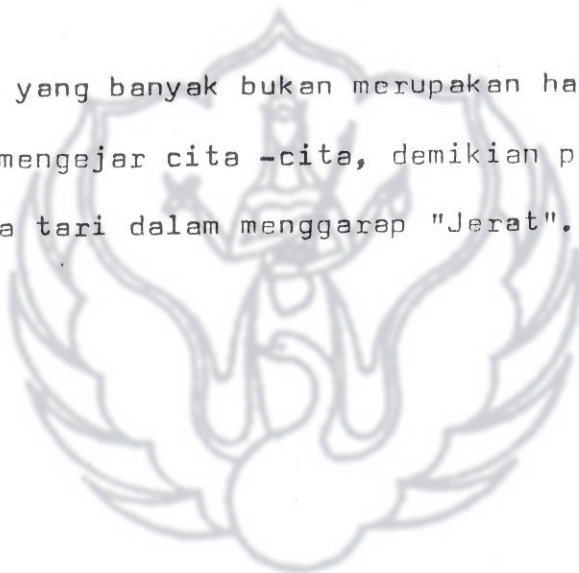 yang banyak bukan merupakan ha
mengejar cita -cita, demikian p
a tari dalam menggarap "Jerat".